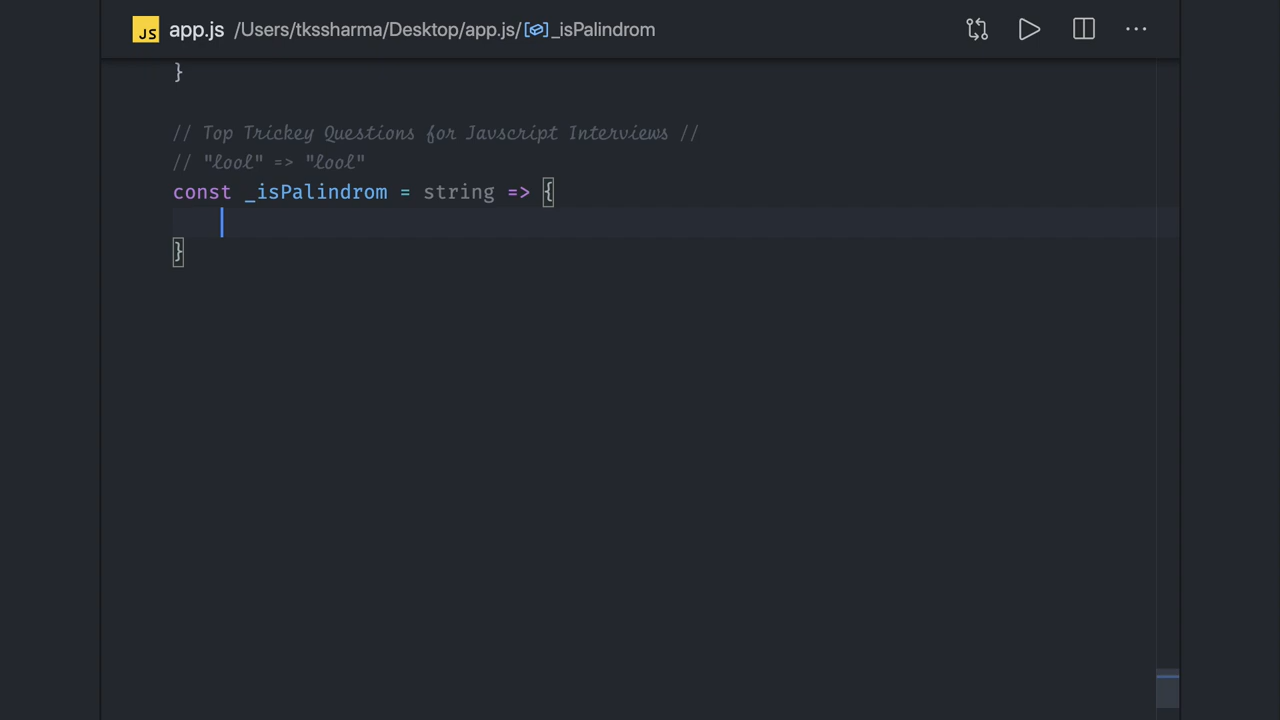 JS app.js /Users/tkssharma/Desktop/app.js/ _isPalindrom
}
// Top Trickey Questions for Javscript Interviews //
// "lool" => "lool"
const _isPalindrom = string => {
}